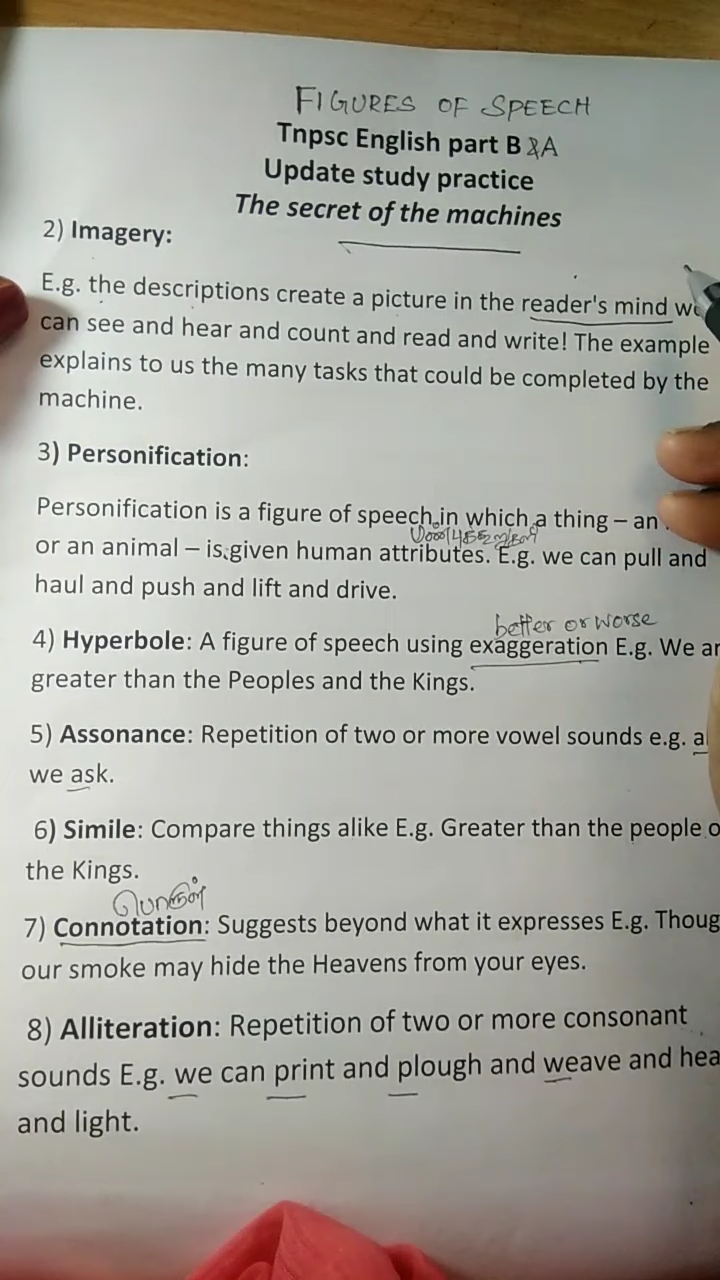 FIGURES OF SPEECH
Tnpsc English part B &A
Update study practice
The secret of the machines
2) Imagery:
E.g. the descriptions create a picture in the reader's mind we
can see and hear and count and read and write! The example
explains to us the many tasks that could be completed by the
machine.
3) Personification:
Personification is a figure of speech in which a thing – an
or an animal – is given human attributes. E.g. we can pull and
haul and push and lift and drive.
better or worse
4) Hyperbole: A figure of speech using exaggeration E.g. We ar
greater than the Peoples and the Kings.
5) Assonance: Repetition of two or more vowel sounds e.g. a
we ask.
6) Simile: Compare things alike E.g. Greater than the people o
the Kings.
பொருள்
7) Connotation: Suggests beyond what it expresses E.g. Thoug
our smoke may hide the Heavens from your eyes.
8) Alliteration: Repetition of two or more consonant
sounds E.g. we can print and plough and weave and hea
and light.